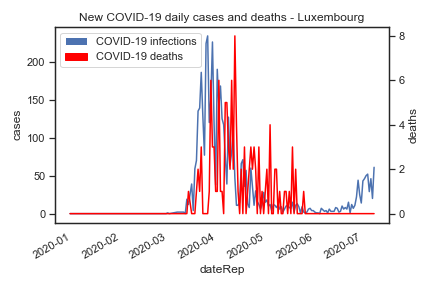 New COVID-19 daily cases and deaths - Luxembourg
COVID-19 infections
COVID-19 deaths
cases
200
150
100
50
0
deaths
8
6
4
2
0
2020-01
2020-02
2020-03
2020-04
2020-05
2020-06
2020-07
dateRep